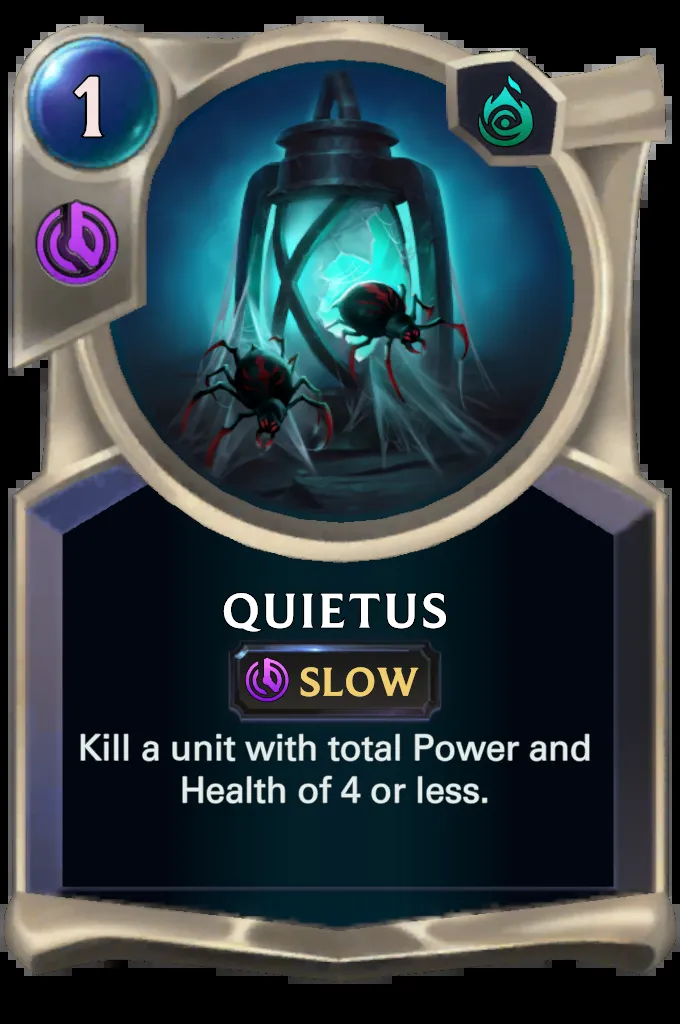 1
QUIETUS
SLOW
Kill a unit with total Power and
Health of 4 or less.